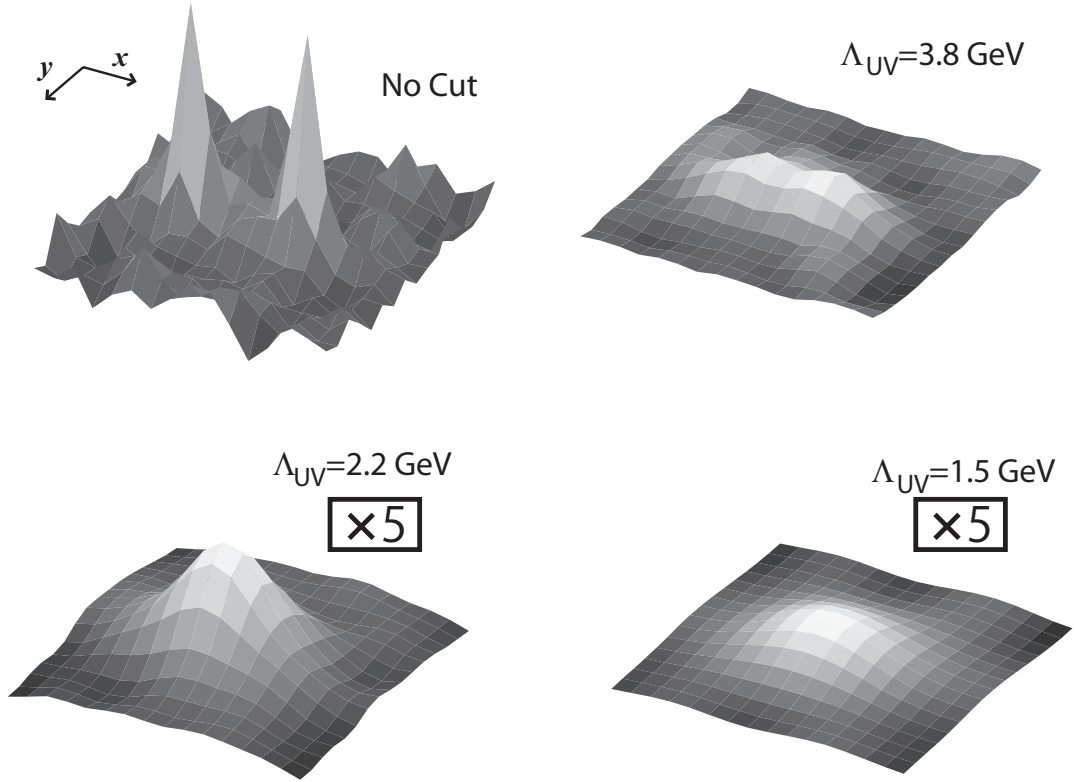 y x
No Cut
Λ_UV=3.8 GeV
Λ_UV=2.2 GeV
×5
Λ_UV=1.5 GeV
×5